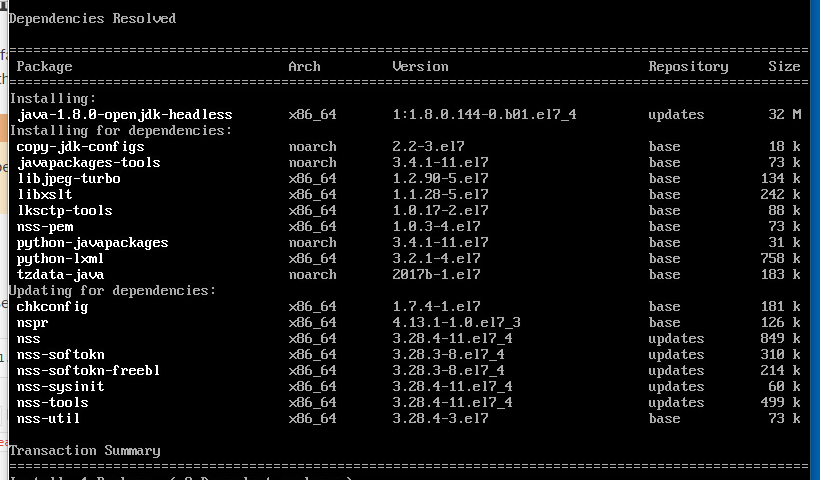 Dependencies Resolved
================================================================================
Package Arch Version Repository Size
================================================================================
Installing:
java-1.8.0-openjdk-headless x86_64 1:1.8.0.144-0.b01.el7_4 updates 32 M
Installing for dependencies:
copy-jdk-configs noarch 2.2-3.el7 base 18 k
javapackages-tools noarch 3.4.1-11.el7 base 73 k
libjpeg-turbo x86_64 1.2.90-5.el7 base 134 k
libxslt x86_64 1.1.28-5.el7 base 242 k
lksctp-tools x86_64 1.0.17-2.el7 base 88 k
nss-pem x86_64 1.0.3-4.el7 base 73 k
python-javapackages noarch 3.4.1-11.el7 base 31 k
python-lxml x86_64 3.2.1-4.el7 base 758 k
tzdata-java noarch 2017b-1.el7 base 183 k
Updating for dependencies:
chkconfig x86_64 1.7.4-1.el7 base 181 k
nspr x86_64 4.13.1-1.0.el7_3 base 126 k
nss x86_64 3.28.4-11.el7_4 updates 849 k
nss-softokn x86_64 3.28.3-8.el7_4 updates 310 k
nss-softokn-freebl x86_64 3.28.3-8.el7_4 updates 214 k
nss-sysinit x86_64 3.28.4-11.el7_4 updates 60 k
nss-tools x86_64 3.28.4-11.el7_4 updates 499 k
nss-util x86_64 3.28.4-3.el7 base 73 k
Transaction Summary
================================================================================